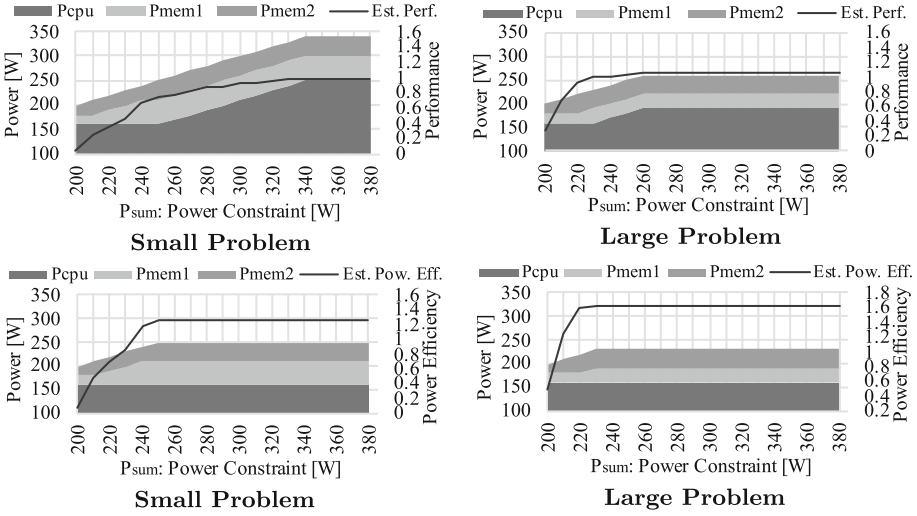 Pcpu Pmem1 Pmem2 Est. Perf.
350
300
250
200
150
100
Power [W]
1.6
1.4
1.2
1
0.8
0.6
0.4
0.2
0
Performance
200 220 240 260 280 300 320 340 360 380
Psum: Power Constraint [W]
Small Problem
Pcpu Pmem1 Pmem2 Est. Perf.
350
300
250
200
150
100
Power [W]
1.6
1.4
1.2
1
0.8
0.6
0.4
0.2
0
Performance
200 220 240 260 280 300 320 340 360 380
Psum: Power Constraint [W]
Large Problem
Pcpu Pmem1 Pmem2 Est. Pow. Eff.
350
300
250
200
150
100
Power [W]
1.6
1.4
1.2
1
0.8
0.6
0.4
0.2
0
Power Efficiency
200 220 240 260 280 300 320 340 360 380
Psum: Power Constraint [W]
Small Problem
Pcpu Pmem1 Pmem2 Est. Pow. Eff.
350
300
250
200
150
100
Power [W]
1.8
1.6
1.4
1.2
1
0.8
0.6
0.4
0.2
Power Efficiency
200 220 240 260 280 300 320 340 360 380
Psum: Power Constraint [W]
Large Problem